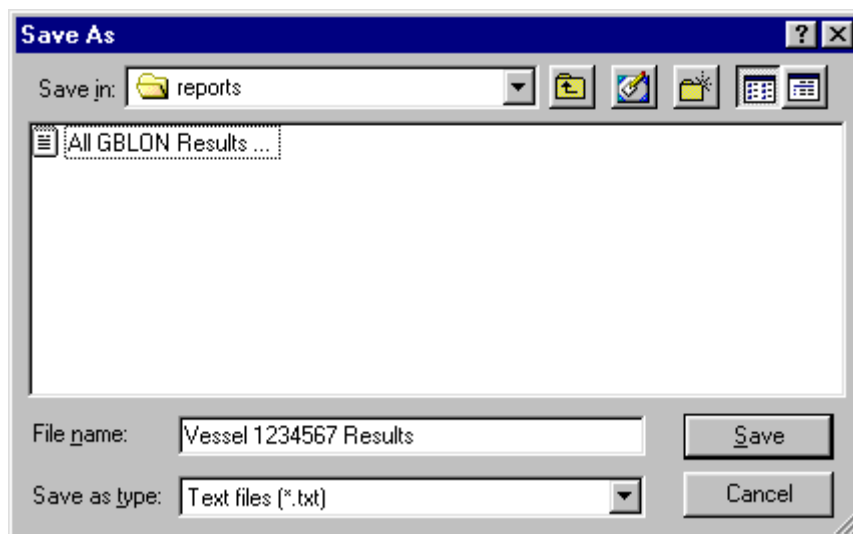 Save As
Save in: reports
All GBLON Results ...
File name: Vessel 1234567 Results
Save
Save as type: Text files (*.txt)
Cancel